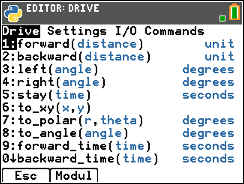 EDITOR: DRIVE
Drive Settings I/O Commands
1:forward(distance) unit
2:backward(distance) unit
3:left(angle) degrees
4:right(angle) degrees
5:stay(time) seconds
6:to_xy(x,y)
7:to_polar(r,theta) degrees
8:to_angle(angle) degrees
9:forward_time(time) seconds
0↓backward_time(time) seconds
Esc Modul